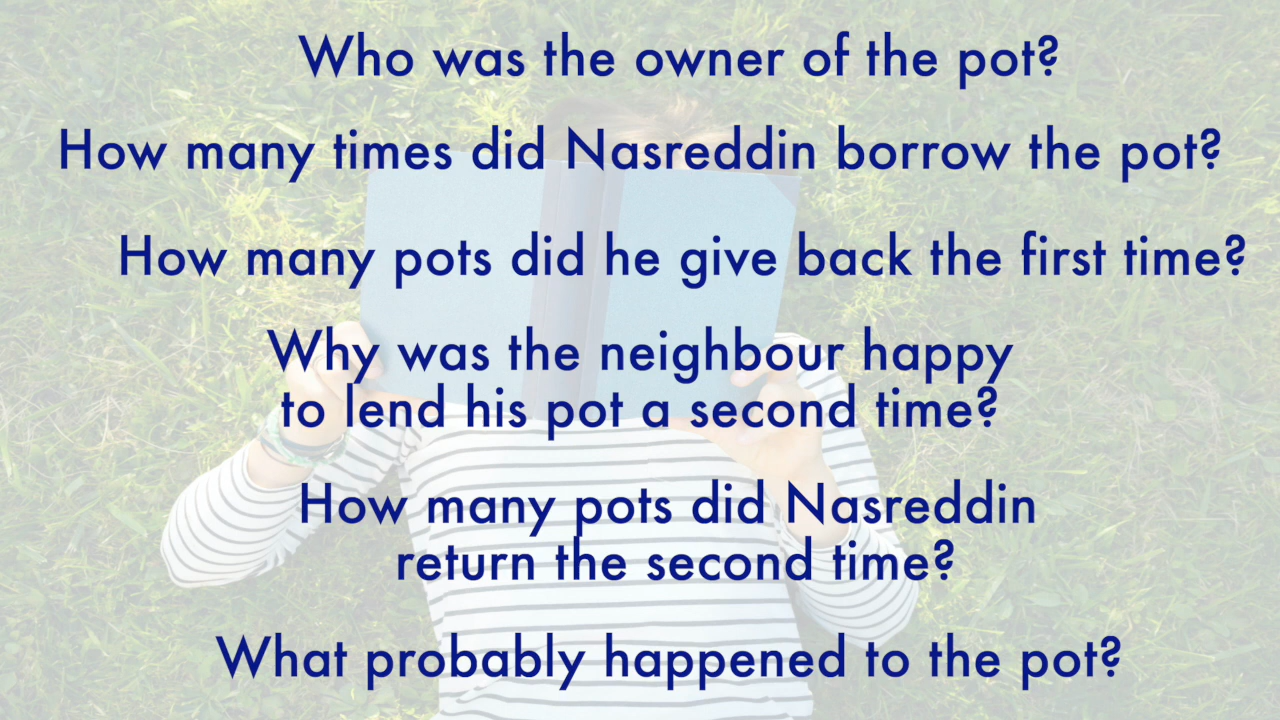 Who was the owner of the pot?
How many times did Nasreddin borrow the pot?
How many pots did he give back the first time?
Why was the neighbour happy
to lend his pot a second time?
How many pots did Nasreddin
return the second time?
What probably happened to the pot?